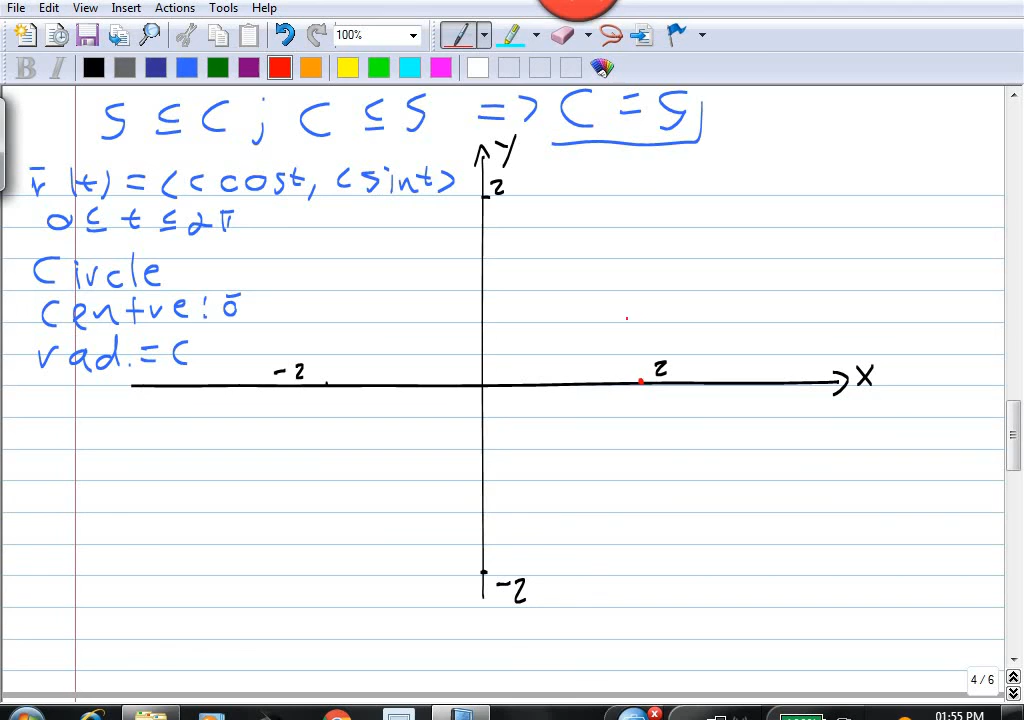 File Edit View Insert Actions Tools Help
100%
B I
S ⊆ C ; C ⊆ S => C = S
r̄ (t) = <c cost, c sint>
0 ≤ t ≤ 2π
Circle
Centre: ō
rad. = C
Y
2
-2
2
X
-2
4 / 6
01:55 PM